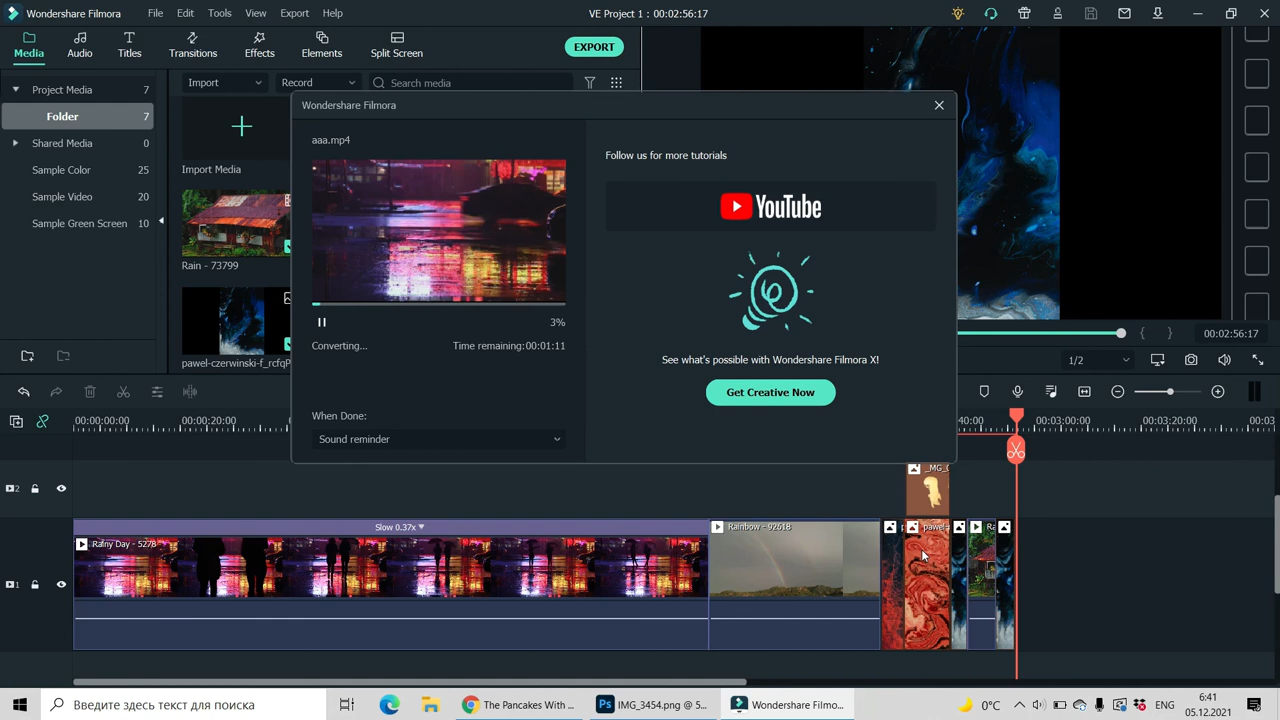 Wondershare Filmora File Edit Tools View Export Help VE Project 1 : 00:02:56:17
Media Audio Titles Transitions Effects Elements Split Screen EXPORT
Project Media 7
Folder 7
Shared Media 0
Sample Color 25
Sample Video 20
Sample Green Screen 10
Import Record Search media
Import Media
Rain - 73799
pawel-czerwinski-f_rcfqP
Wondershare Filmora
aaa.mp4
3%
Converting... Time remaining:00:01:11
When Done:
Sound reminder
Follow us for more tutorials
YouTube
See what's possible with Wondershare Filmora X!
Get Creative Now
00:02:56:17
1/2
00:00:00:00 00:00:20:00 40:00 00:03:00:00 00:03:20:00 00:03
2 _MG_
Slow 0.37x
1 Rainy Day - 5278 Rainbow - 92618 p pawel- Ra
Введите здесь текст для поиска The Pancakes With ... IMG_3454.png @ 5... Wondershare Filmo... 0°C ENG 6:41
05.12.2021